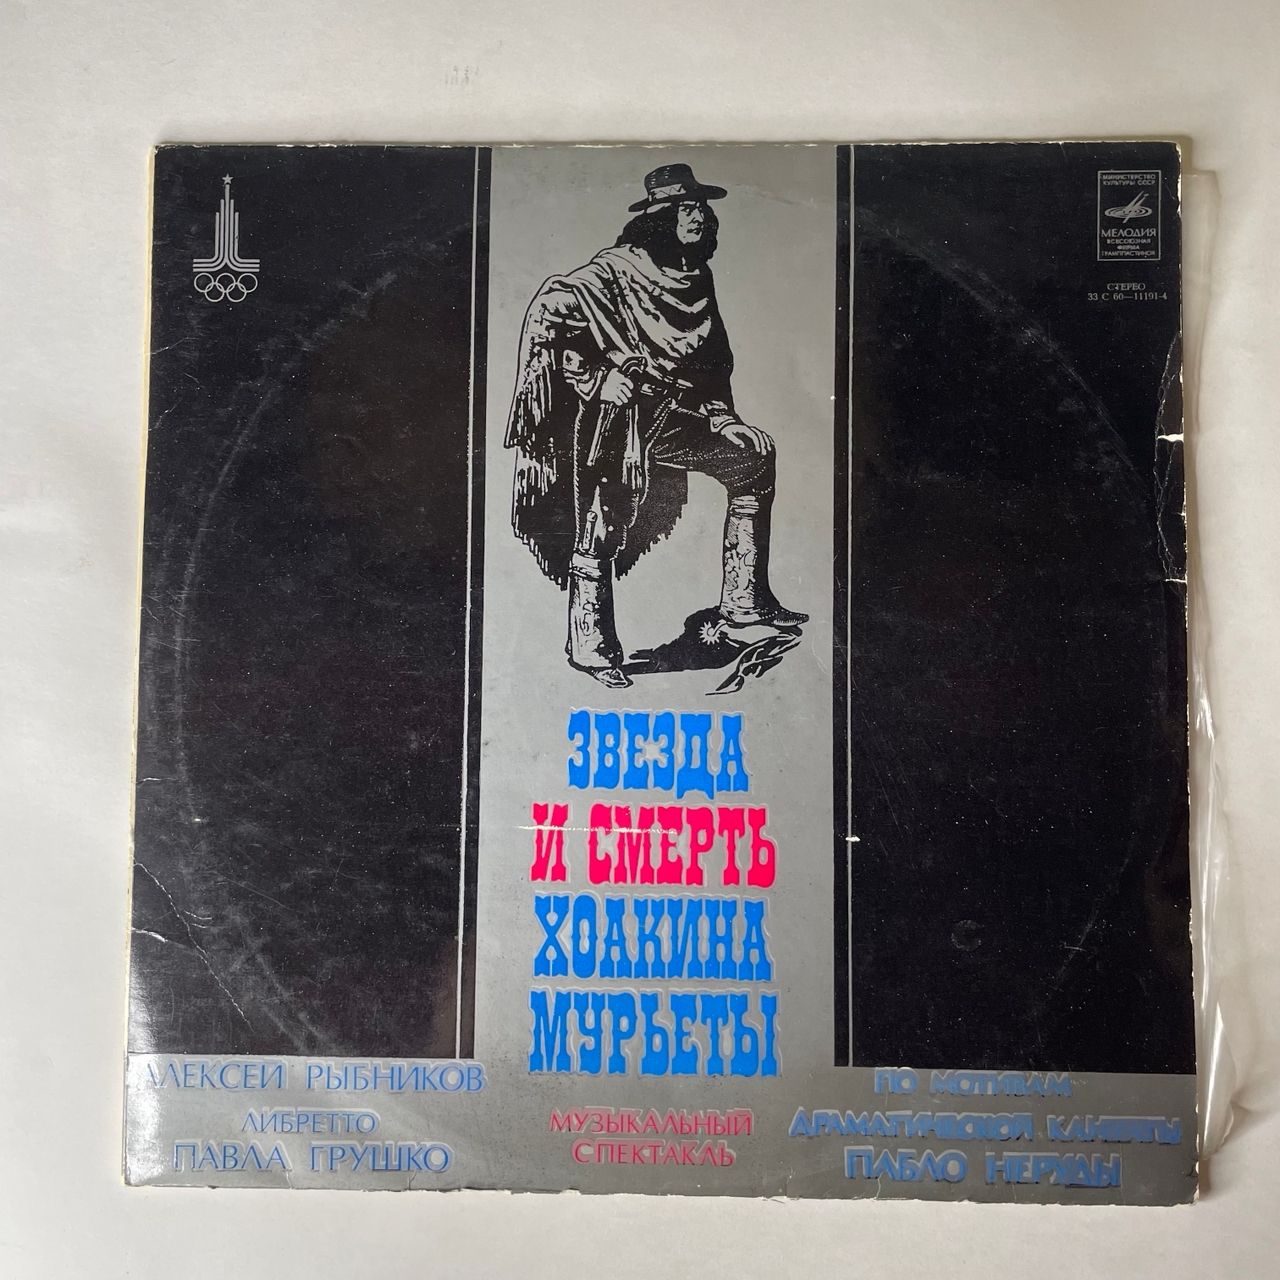 МИНИСТЕРСТВО
КУЛЬТУРЫ СССР
МЕЛОДИЯ
ВСЕСОЮЗНАЯ
ФИРМА
ГРАМПЛАСТИНОК
СТЕРЕО
33 С 60—11191-4
ЗВЕЗДА
И СМЕРТЬ
ХОАКИНА
МУРЬЕТЫ
АЛЕКСЕЙ РЫБНИКОВ
ЛИБРЕТТО
ПАВЛА ГРУШКО
МУЗЫКАЛЬНЫЙ
СПЕКТАКЛЬ
ПО МОТИВАМ
ДРАМАТИЧЕСКОЙ КАНТАТЫ
ПАБЛО НЕРУДЫ